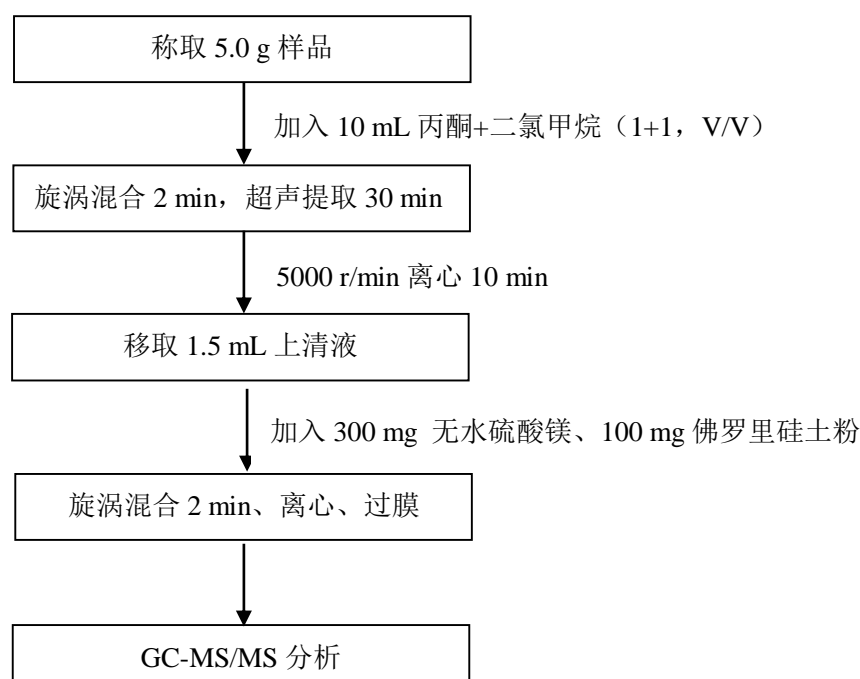 称取 5.0 g 样品
加入 10 mL 丙酮+二氯甲烷（1+1，V/V）
旋涡混合 2 min，超声提取 30 min
5000 r/min 离心 10 min
移取 1.5 mL 上清液
加入 300 mg 无水硫酸镁、100 mg 佛罗里硅土粉
旋涡混合 2 min、离心、过膜
GC-MS/MS 分析